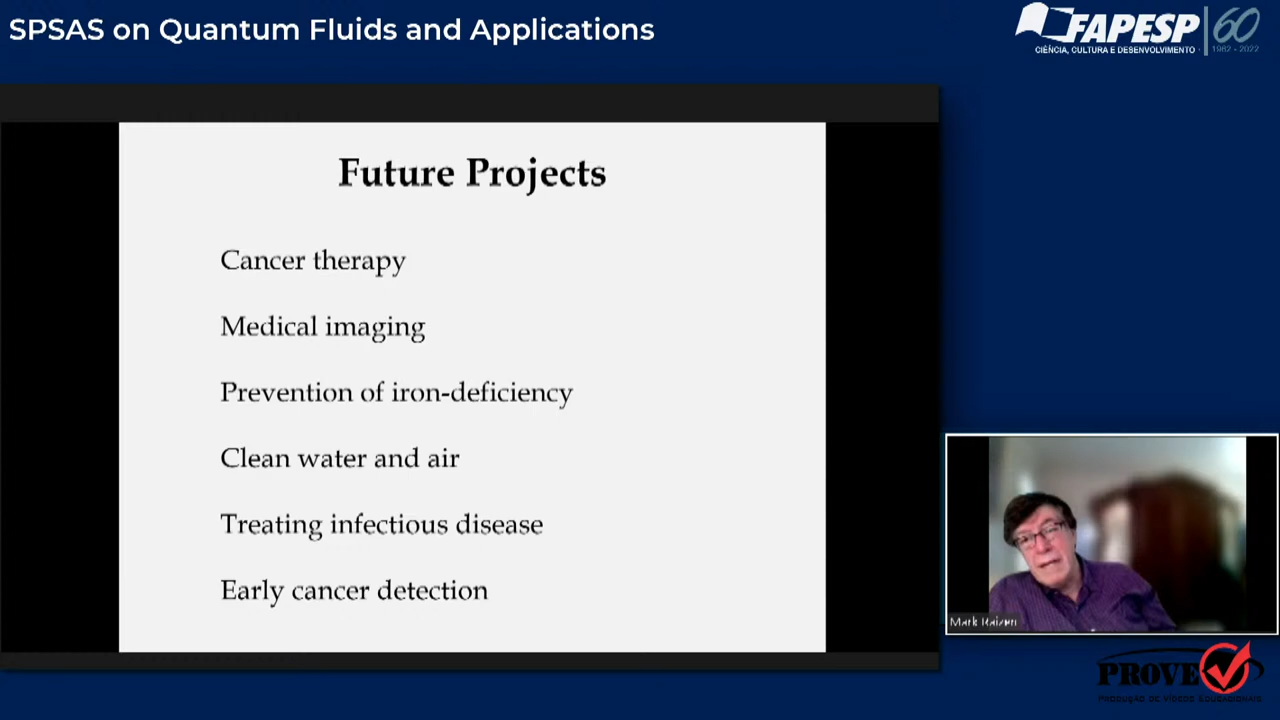 SPSAS on Quantum Fluids and Applications
FAPESP 60
CIÊNCIA, CULTURA E DESENVOLVIMENTO
1962 - 2022
Future Projects
Cancer therapy
Medical imaging
Prevention of iron-deficiency
Clean water and air
Treating infectious disease
Early cancer detection
Mark Raizen
PROVE
PRODUÇÃO DE VÍDEOS EDUCACIONAIS